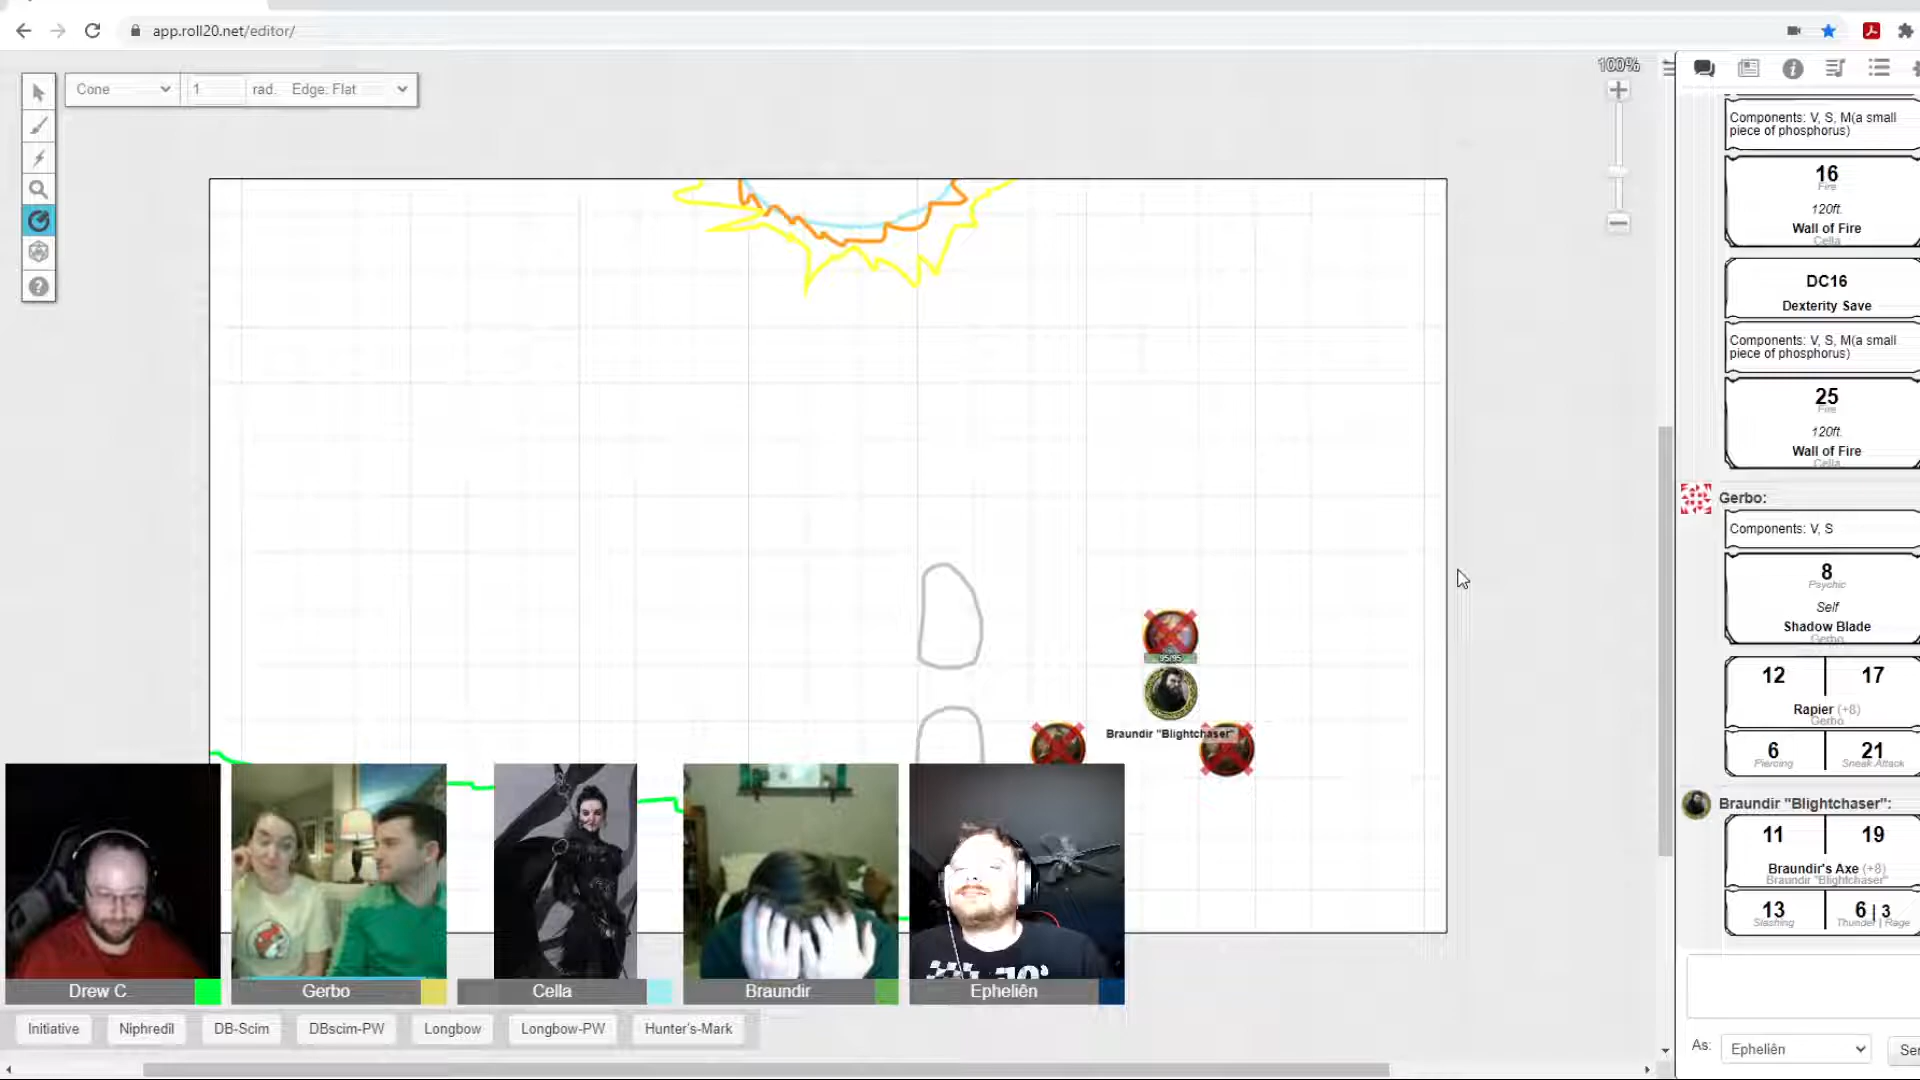 app.roll20.net/editor/
Cone 1 rad. Edge: Flat
100%
Components: V, S, M(a small
piece of phosphorus)
16
Fire
120ft.
Wall of Fire
Cella
DC16
Dexterity Save
Components: V, S, M(a small
piece of phosphorus)
25
Fire
120ft.
Wall of Fire
Cella
Gerbo:
Components: V, S
8
Psychic
Self
Shadow Blade
Gerbo
12 17
Rapier (+8)
Gerbo
6 21
Piercing Sneak Attack
Braundir "Blightchaser":
11 19
Braundir's Axe (+8)
Braundir "Blightchaser"
13 6 | 3
Slashing Thunder | Rage
95/95
Braundir "Blightchaser"
Drew C
Gerbo
Cella
Braundir
Epheliên
Initiative Niphredil DB-Scim DBscim-PW Longbow Longbow-PW Hunter's-Mark
As: Epheliên